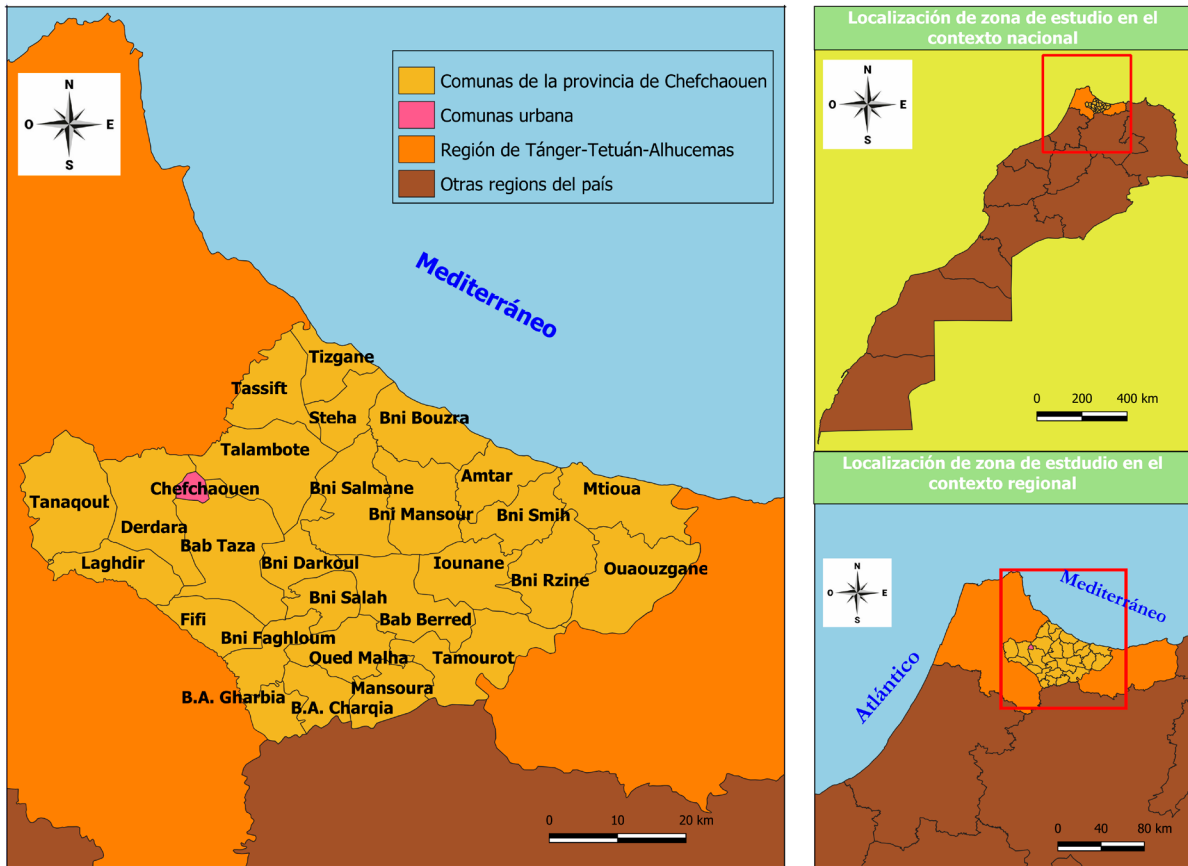 N
O
E
S
Comunas de la provincia de Chefchaouen
Comunas urbana
Región de Tánger-Tetuán-Alhucemas
Otras regions del país
Mediterráneo
Tizgane
Tassift
Steha
Bni Bouzra
Talambote
Amtar
Chefchaouen
Bni Salmane
Mtioua
Tanaqout
Bni Mansour
Bni Smih
Derdara
Bab Taza
Laghdir
Bni Darkoul
Iounane
Ouaouzgane
Bni Rzine
Bni Salah
Fifi
Bab Berred
Bni Faghloum
Oued Malha
Tamourot
B.A. Gharbia
Mansoura
B.A. Charqia
0 10 20 km
Localización de zona de estudio en el
contexto nacional
N
O
E
S
0 200 400 km
Localización de zona de estdudio en el
contexto regional
N
O
E
S
Mediterráneo
Atlántico
0 40 80 km